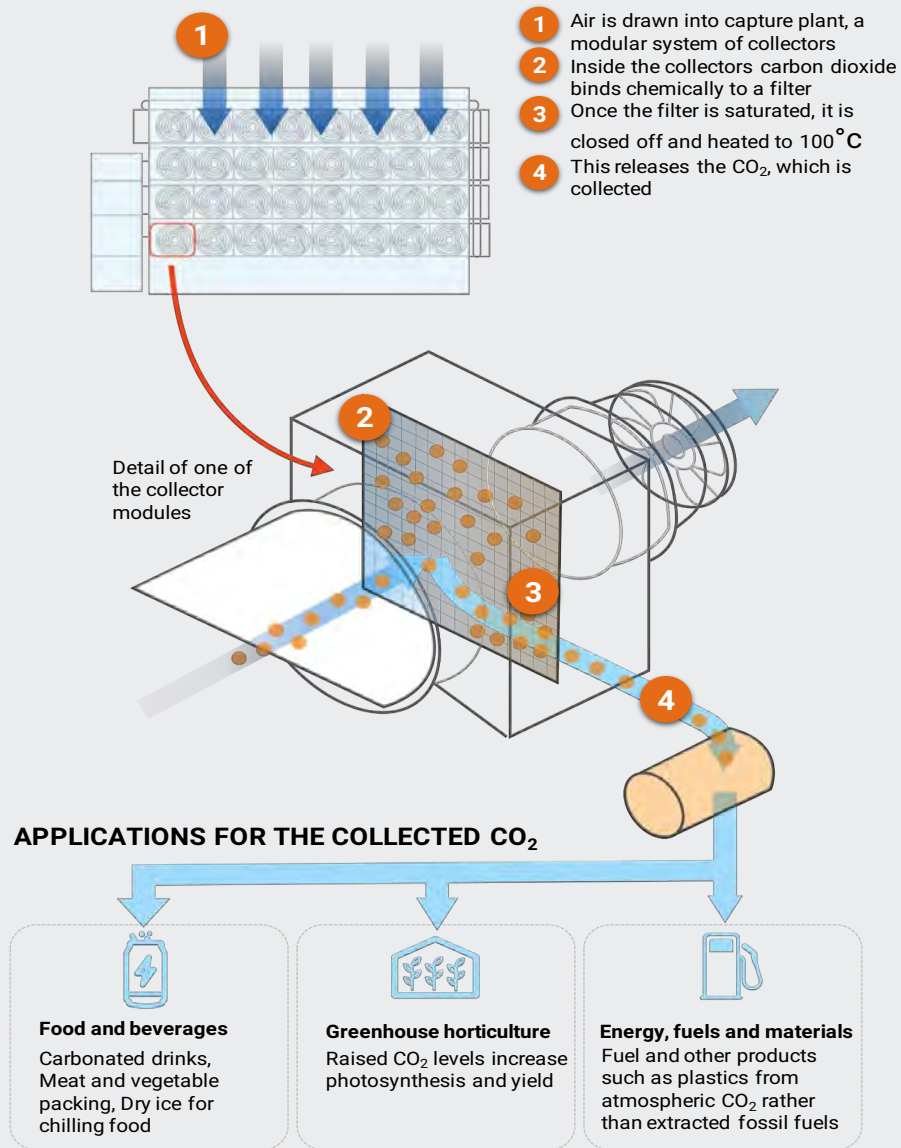 1
1 Air is drawn into capture plant, a
modular system of collectors
2 Inside the collectors carbon dioxide
binds chemically to a filter
3 Once the filter is saturated, it is
closed off and heated to 100°C
4 This releases the CO₂, which is
collected
2
Detail of one of
the collector
modules
3
4
APPLICATIONS FOR THE COLLECTED CO₂
Food and beverages
Carbonated drinks,
Meat and vegetable
packing, Dry ice for
chilling food
Greenhouse horticulture
Raised CO₂ levels increase
photosynthesis and yield
Energy, fuels and materials
Fuel and other products
such as plastics from
atmospheric CO₂ rather
than extracted fossil fuels